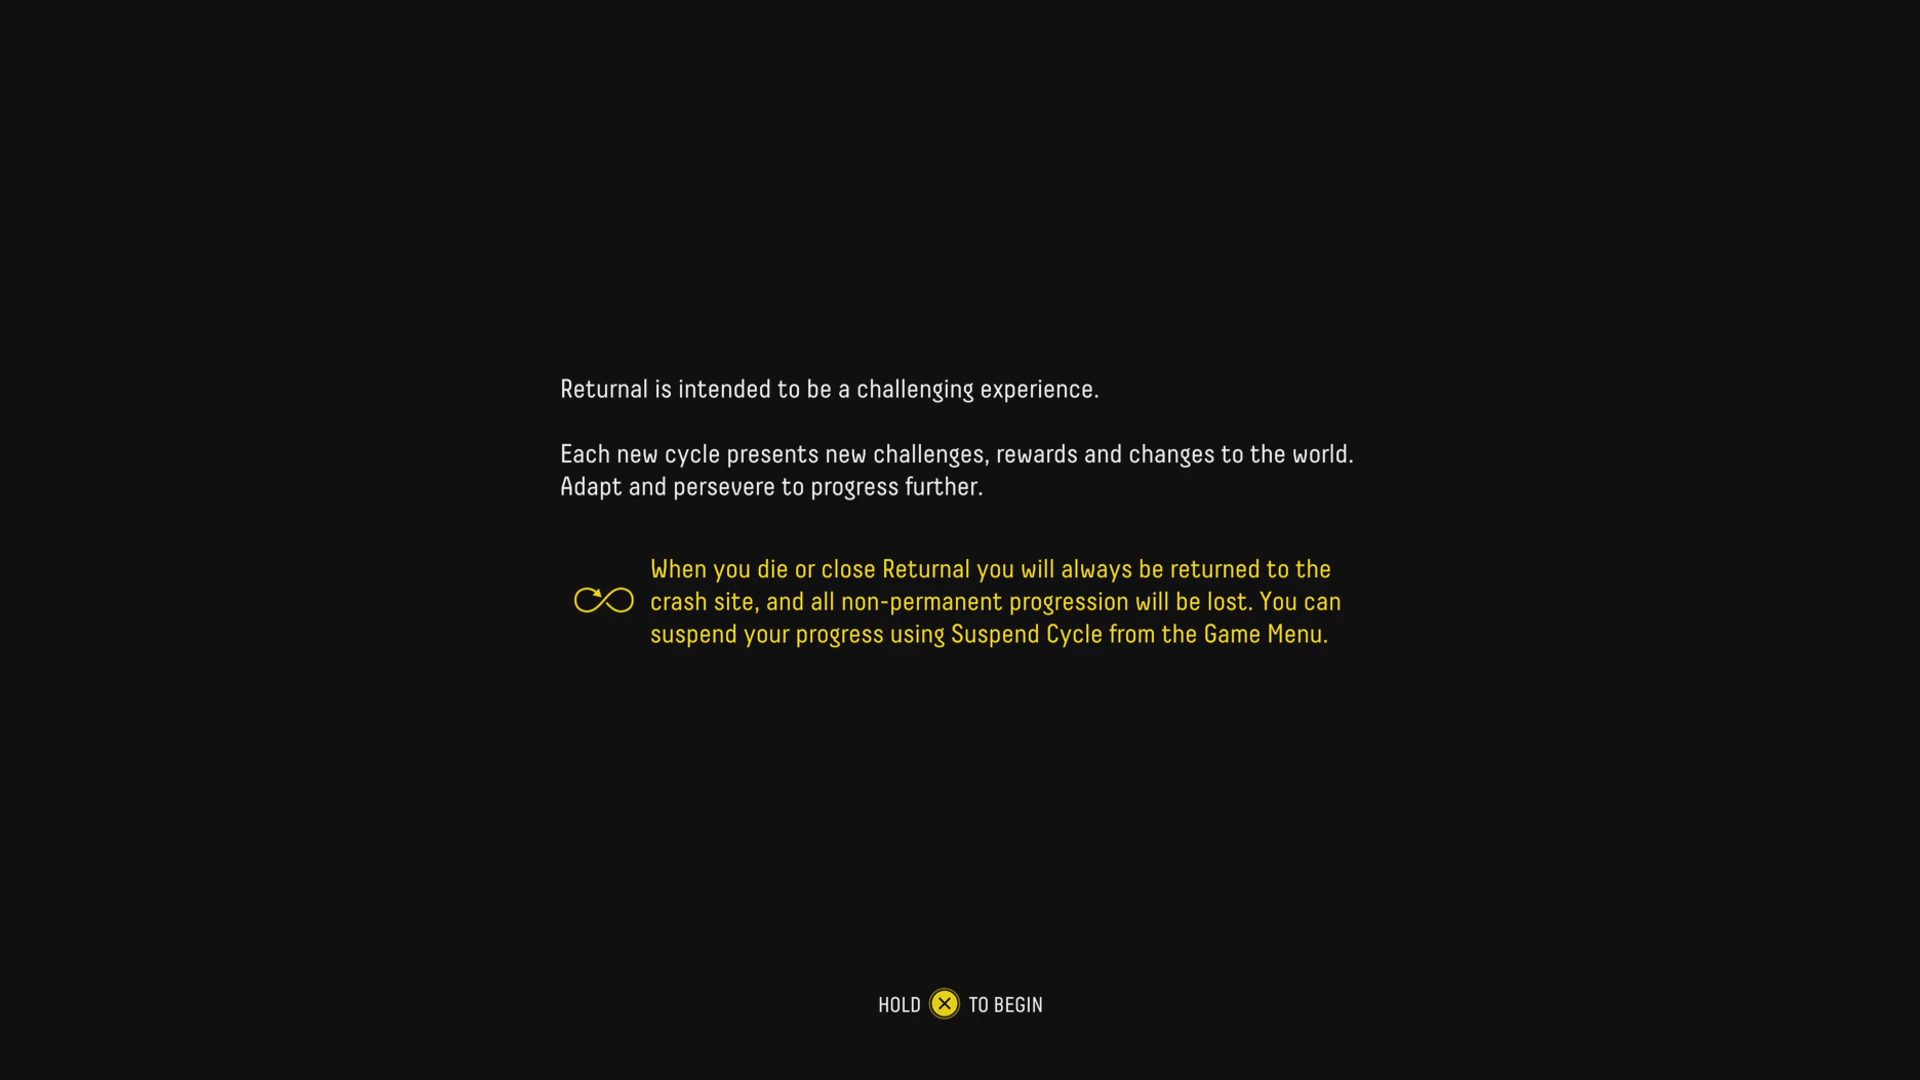 Returnal is intended to be a challenging experience.
Each new cycle presents new challenges, rewards and changes to the world.
Adapt and persevere to progress further.
When you die or close Returnal you will always be returned to the
crash site, and all non-permanent progression will be lost. You can
suspend your progress using Suspend Cycle from the Game Menu.
HOLD ✕ TO BEGIN